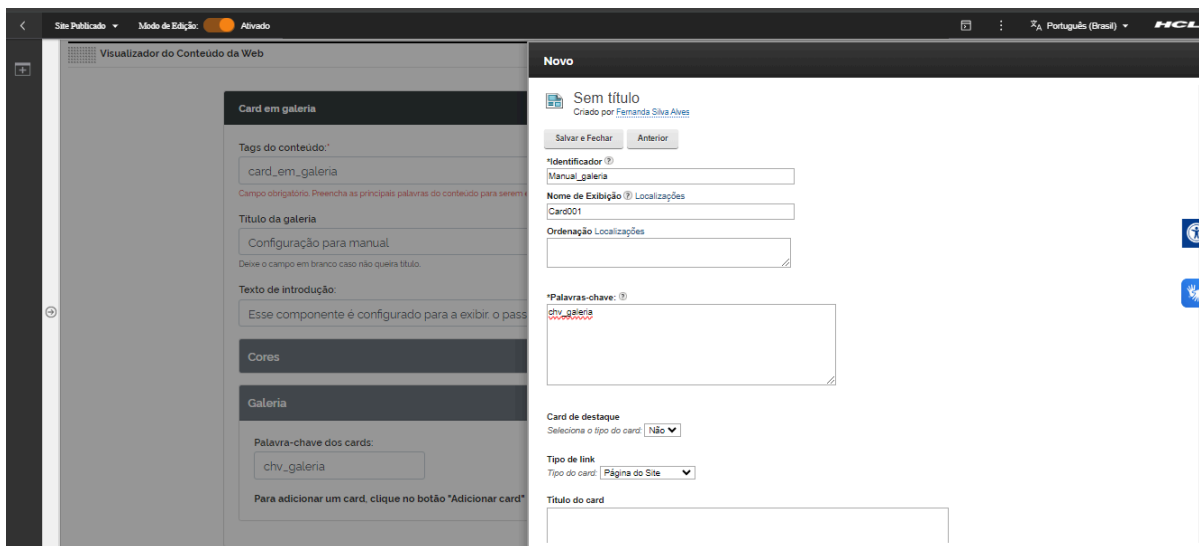 Site Publicado
Modo de Edição:
Ativado
Português (Brasil)
Visualizador do Conteúdo da Web
Card em galeria
Tags do conteúdo:*
card_em_galeria
Campo obrigatório. Preencha as principais palavras do conteúdo para serem
Título da galeria
Configuração para manual
Deixe o campo em branco caso não queira título.
Texto de introdução:
Esse componente é configurado para a exibir o pass
Cores
Galeria
Palavra-chave dos cards:
chv_galeria
Para adicionar um card, clique no botão "Adicionar card"
Novo
Sem título
Criado por Fernanda Silva Alves
Salvar e Fechar
Anterior
*Identificador
Manual_galeria
Nome de Exibição Localizações
Card001
Ordenação Localizações
*Palavras-chave:
chv_galeria
Card de destaque
Seleciona o tipo do card: Não
Tipo de link
Tipo do card: Página do Site
Título do card